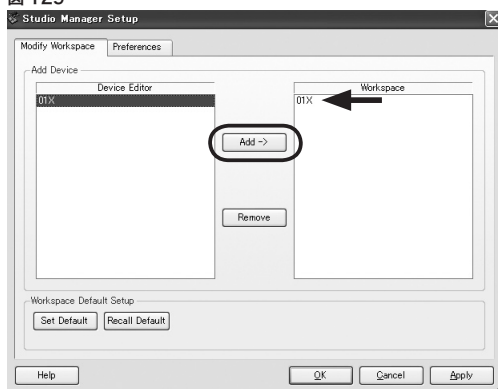 図 129
Studio Manager Setup
Modify Workspace Preferences
Add Device
Device Editor Workspace
01X 01X
Add ->
Remove
Workspace Default Setup
Set Default Recall Default
Help OK Cancel Apply